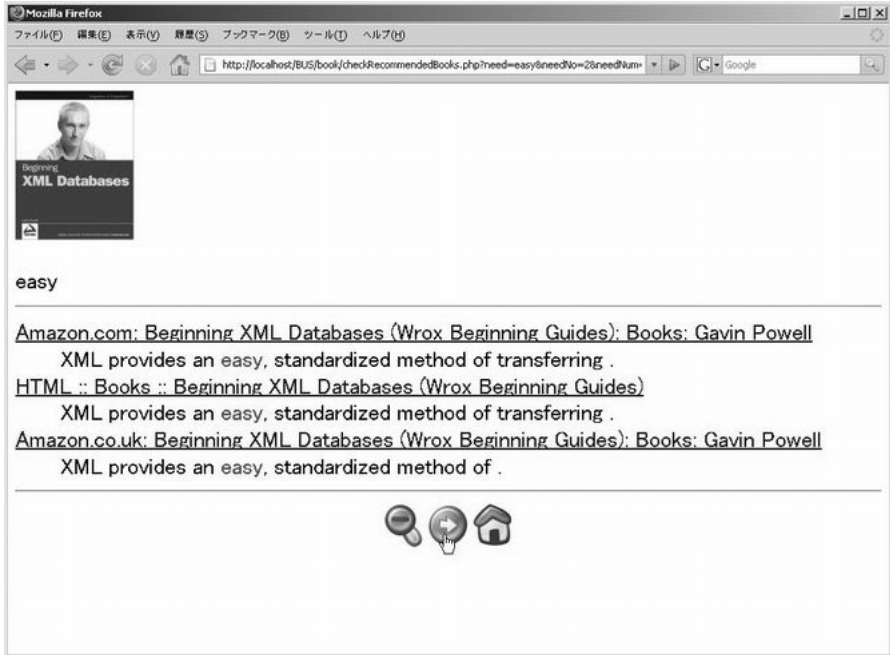 Mozilla Firefox
ファイル(F) 編集(E) 表示(V) 履歴(S) ブックマーク(B) ツール(T) ヘルプ(H)
http://localhost/BUS/book/checkRecommendedBooks.php?need=easy&needNo=2&needNum=
G Google
Beginning
XML Databases
easy
Amazon.com: Beginning XML Databases (Wrox Beginning Guides): Books: Gavin Powell
XML provides an easy, standardized method of transferring .
HTML :: Books :: Beginning XML Databases (Wrox Beginning Guides)
XML provides an easy, standardized method of transferring .
Amazon.co.uk: Beginning XML Databases (Wrox Beginning Guides): Books: Gavin Powell
XML provides an easy, standardized method of .